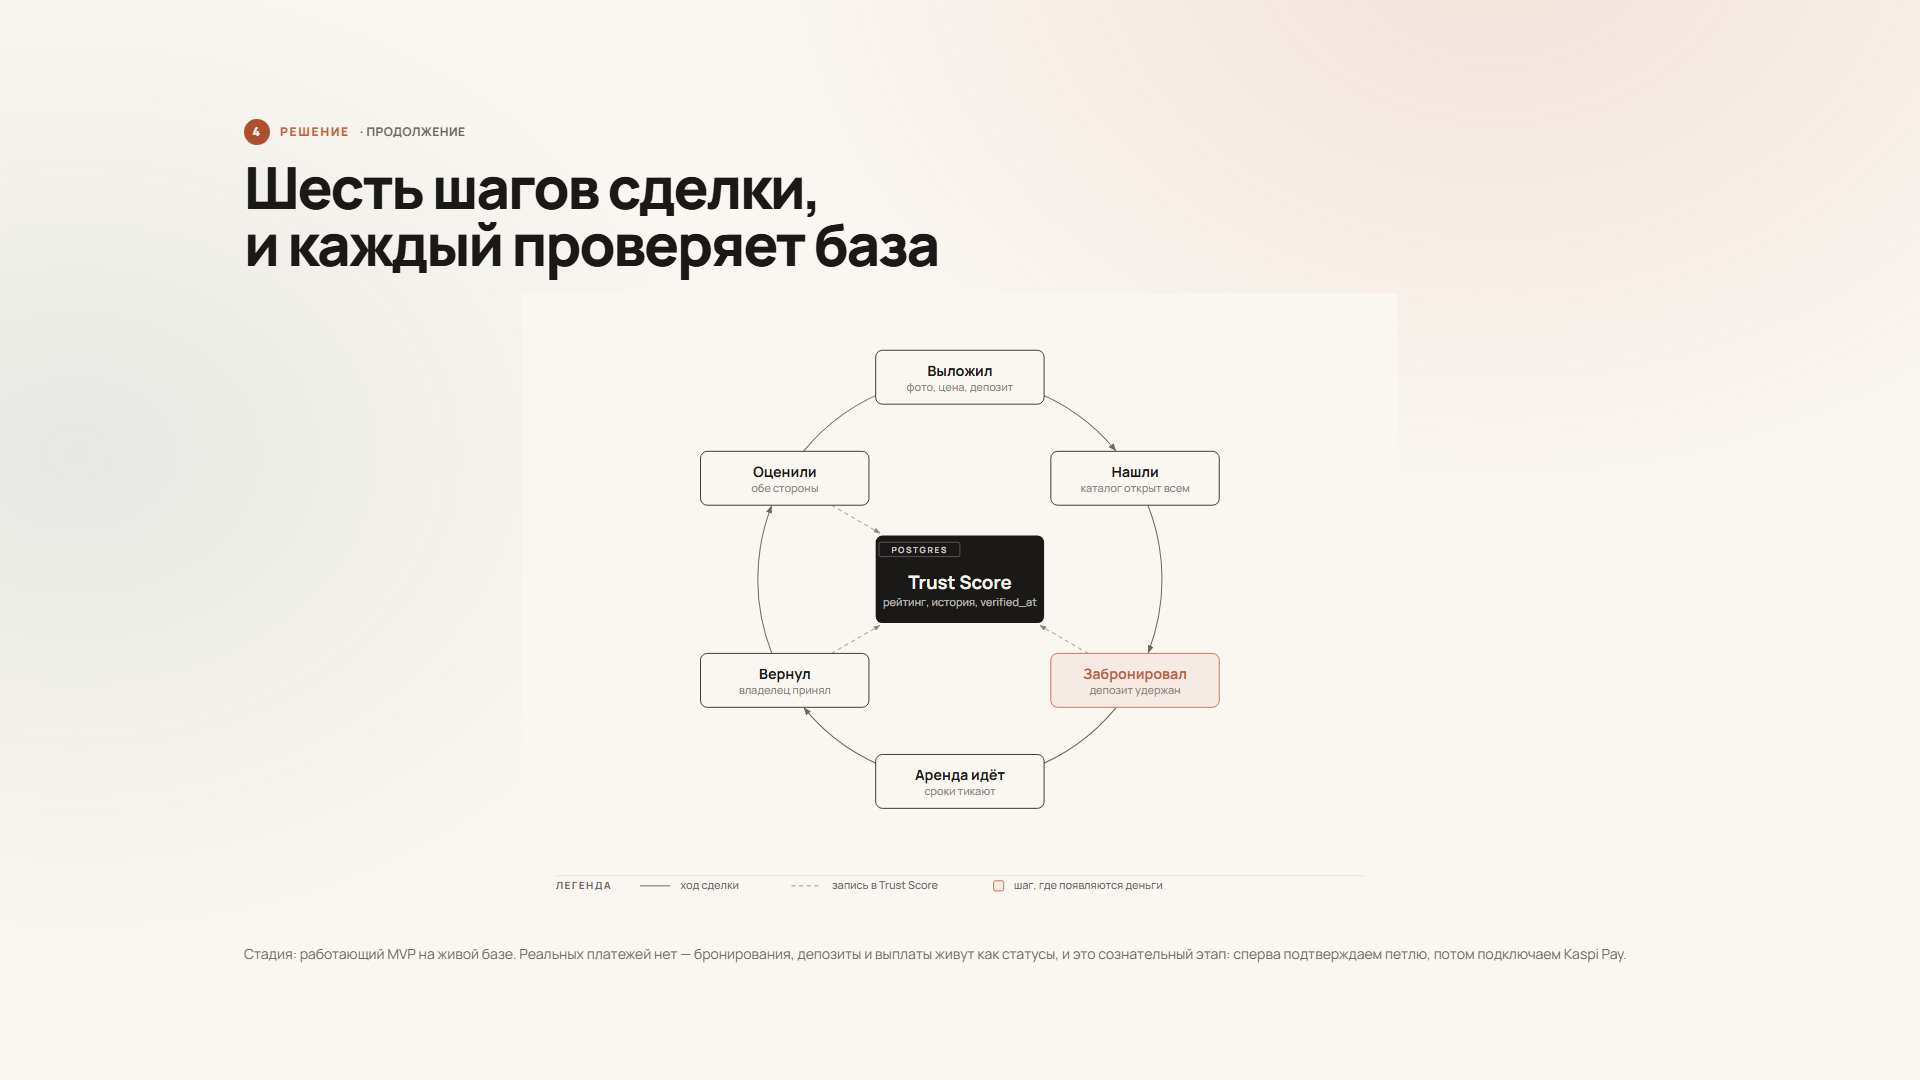 4 РЕШЕНИЕ · ПРОДОЛЖЕНИЕ
Шесть шагов сделки,
и каждый проверяет база
Выложил
фото, цена, депозит
Оценили
обе стороны
Нашли
каталог открыт всем
POSTGRES
Trust Score
рейтинг, история, verified_at
Вернул
владелец принял
Забронировал
депозит удержан
Аренда идёт
сроки тикают
ЛЕГЕНДА ход сделки запись в Trust Score шаг, где появляются деньги
Стадия: работающий MVP на живой базе. Реальных платежей нет — бронирования, депозиты и выплаты живут как статусы, и это сознательный этап: сперва подтверждаем петлю, потом подключаем Kaspi Pay.